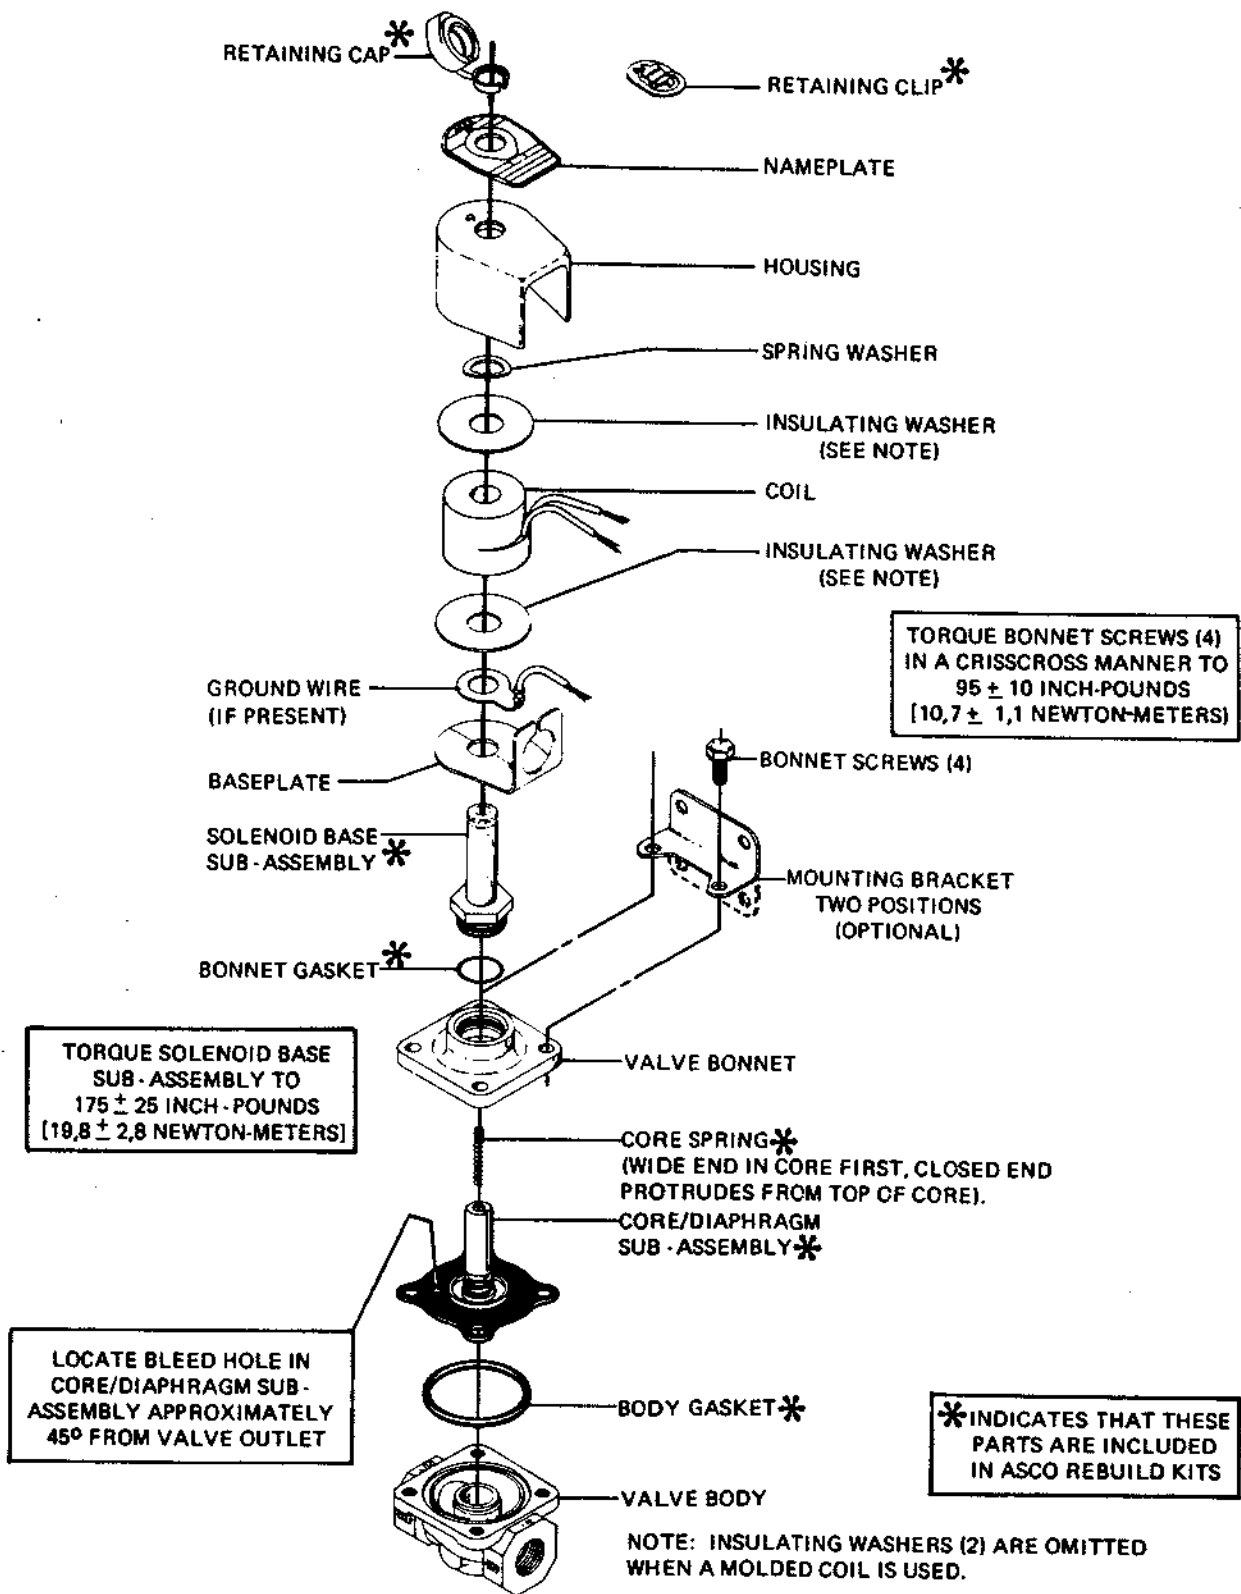 RETAINING CAP*
RETAINING CLIP*
NAMEPLATE
HOUSING
SPRING WASHER
INSULATING WASHER
(SEE NOTE)
COIL
INSULATING WASHER
(SEE NOTE)
TORQUE BONNET SCREWS (4)
IN A CRISSCROSS MANNER TO
95 ± 10 INCH-POUNDS
[10,7 ± 1,1 NEWTON-METERS)
GROUND WIRE
(IF PRESENT)
BONNET SCREWS (4)
BASEPLATE
SOLENOID BASE
SUB-ASSEMBLY*
MOUNTING BRACKET
TWO POSITIONS
(OPTIONAL)
BONNET GASKET*
TORQUE SOLENOID BASE
SUB-ASSEMBLY TO
175 ± 25 INCH-POUNDS
[19,8 ± 2,8 NEWTON-METERS]
VALVE BONNET
CORE SPRING*
(WIDE END IN CORE FIRST, CLOSED END
PROTRUDES FROM TOP OF CORE).
CORE/DIAPHRAGM
SUB-ASSEMBLY*
LOCATE BLEED HOLE IN
CORE/DIAPHRAGM SUB-
ASSEMBLY APPROXIMATELY
45º FROM VALVE OUTLET
BODY GASKET*
*INDICATES THAT THESE
PARTS ARE INCLUDED
IN ASCO REBUILD KITS
VALVE BODY
NOTE: INSULATING WASHERS (2) ARE OMITTED
WHEN A MOLDED COIL IS USED.